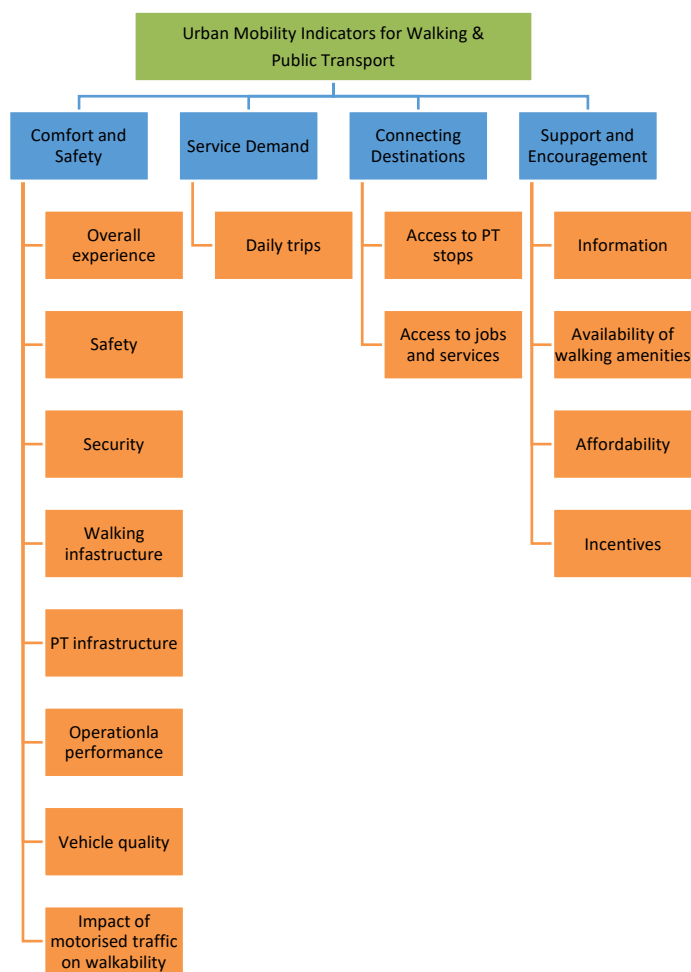 Urban Mobility Indicators for Walking &
Public Transport
Comfort and
Safety
Service Demand
Connecting
Destinations
Support and
Encouragement
Overall
experience
Safety
Security
Walking
infastructure
PT infrastructure
Operationla
performance
Vehicle quality
Impact of
motorised traffic
on walkability
Daily trips
Access to PT
stops
Access to jobs
and services
Information
Availability of
walking amenities
Affordability
Incentives